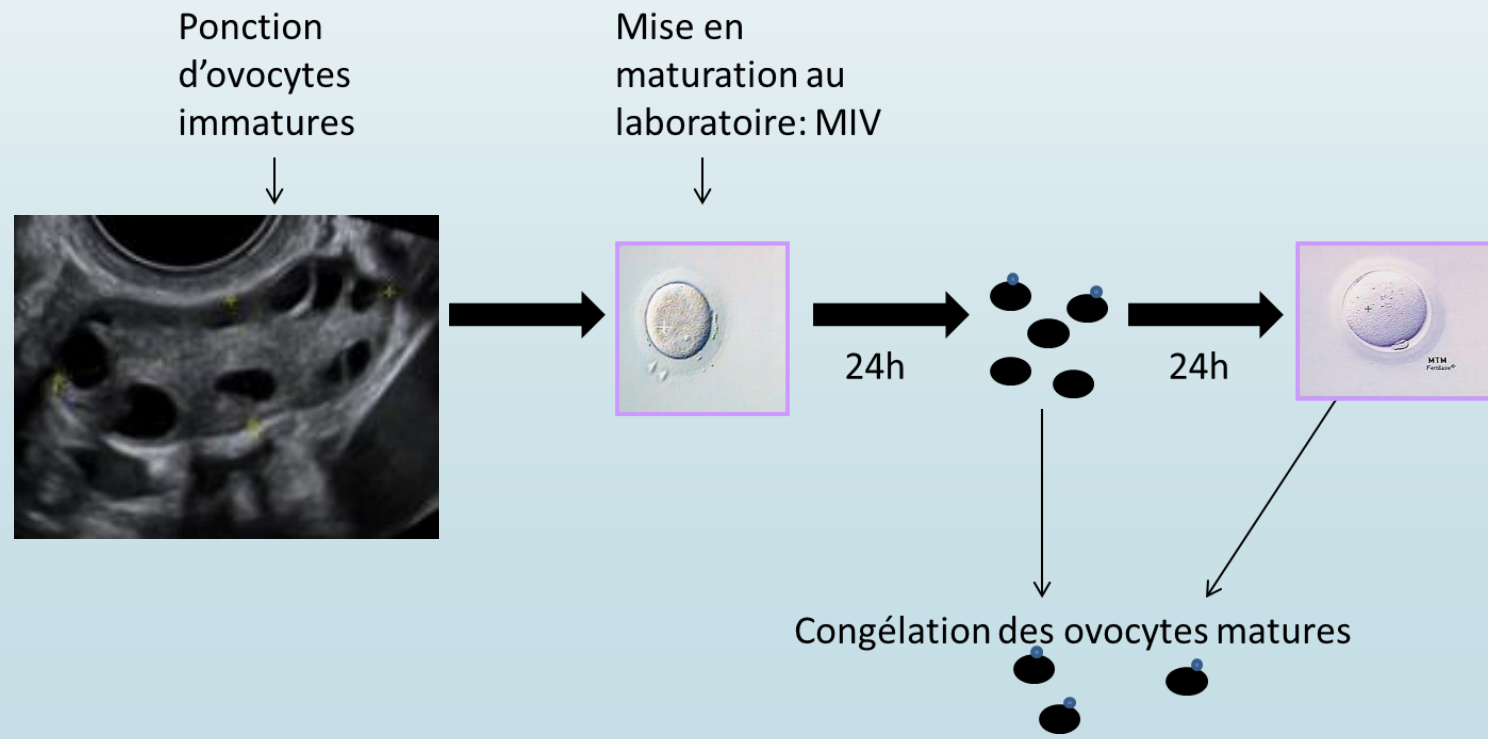 Ponction
d'ovocytes
immatures
Mise en
maturation au
laboratoire: MIV
24h
24h
MTM
Fertilase©
Congélation des ovocytes matures